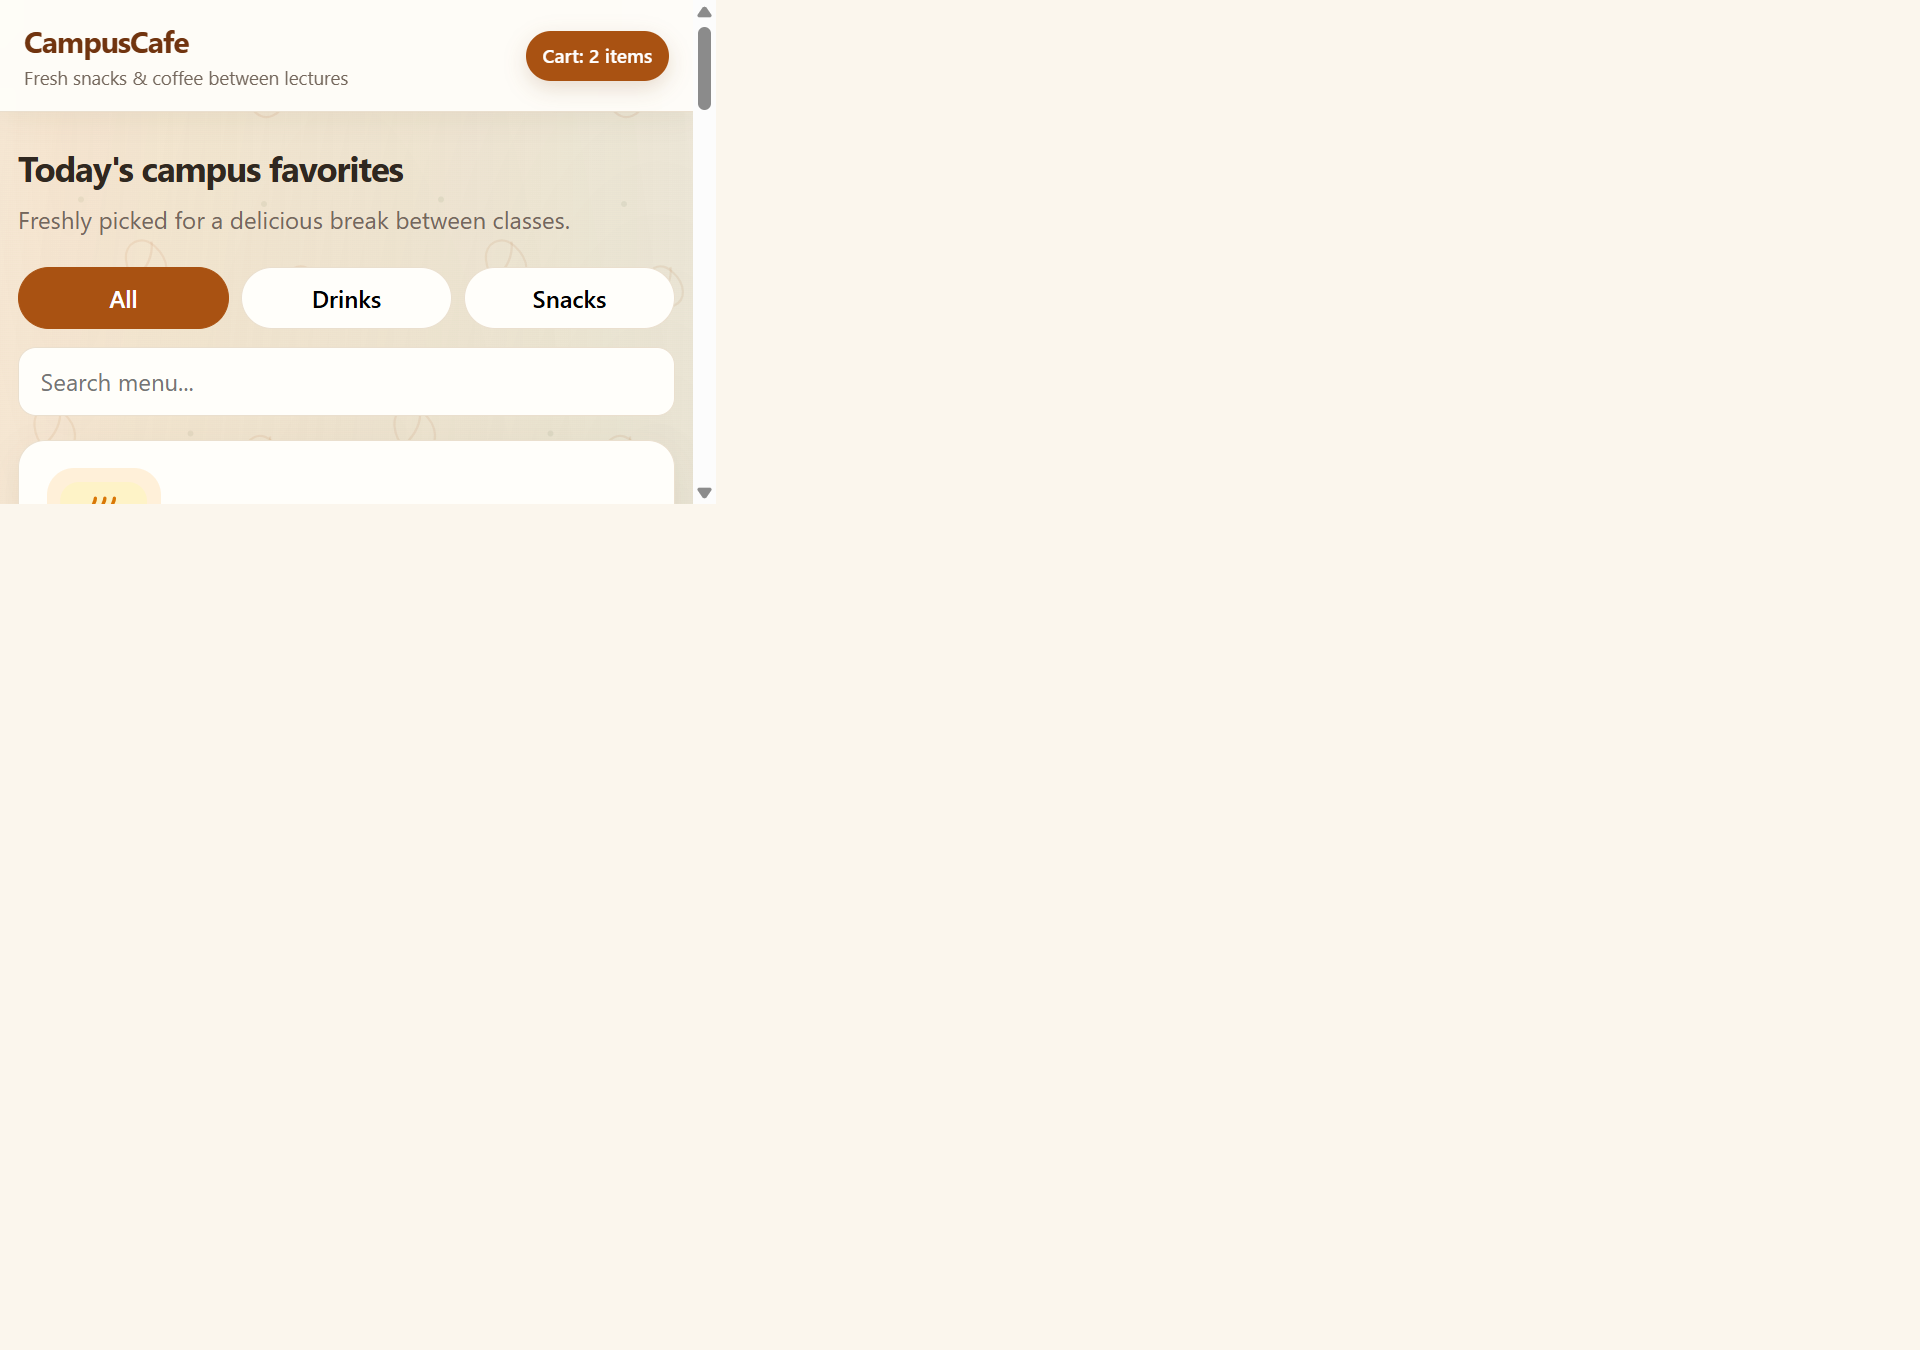 CampusCafe
Fresh snacks & coffee between lectures
Cart: 2 items
Today's campus favorites
Freshly picked for a delicious break between classes.
All
Drinks
Snacks
Search menu...